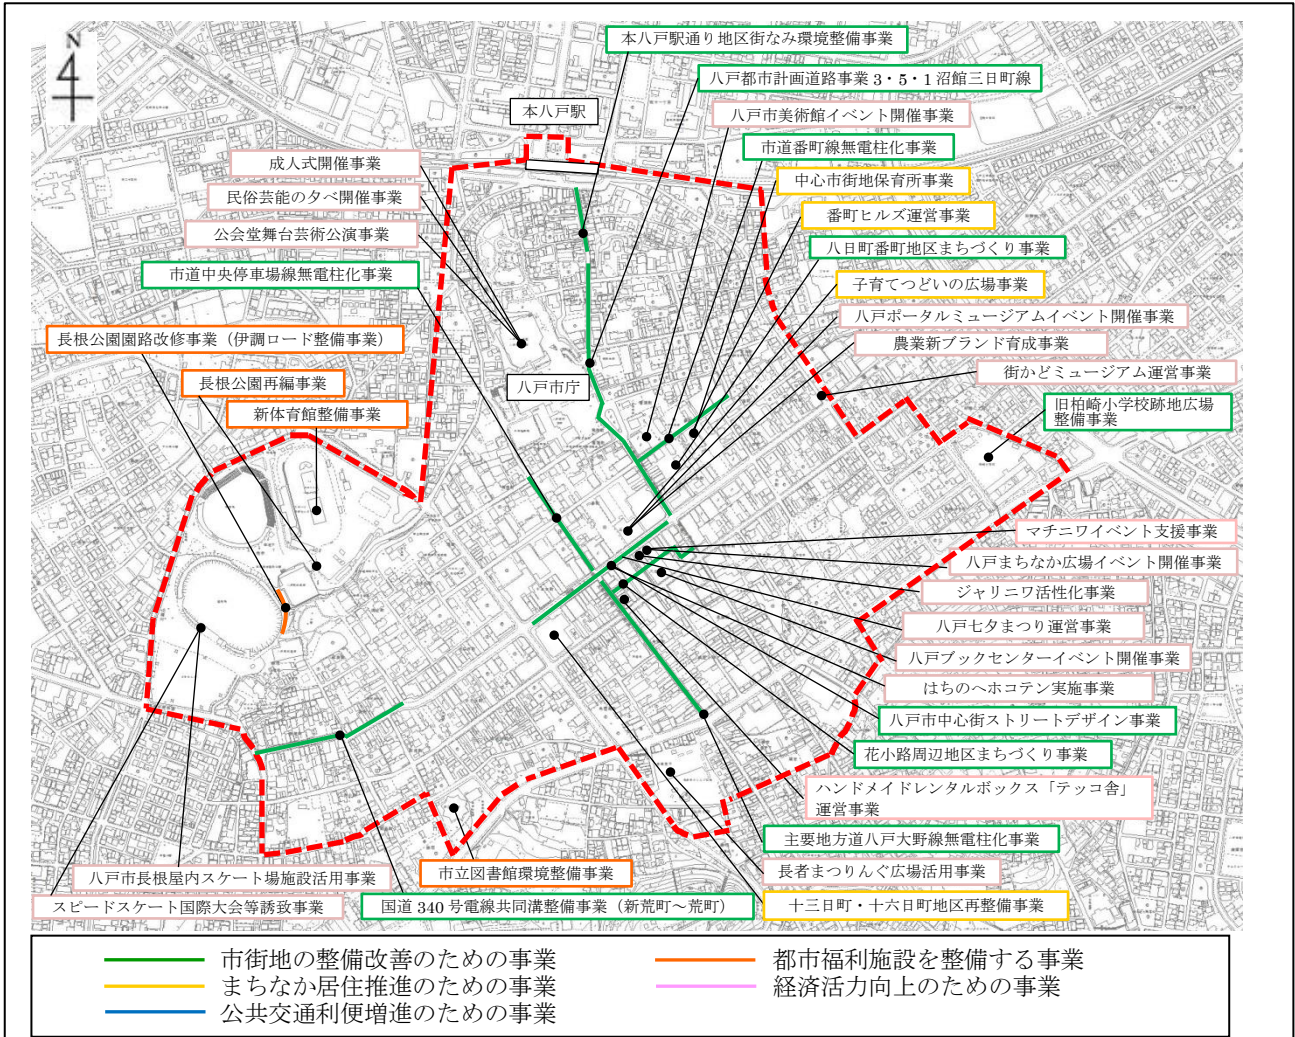 N
本八戸駅通り地区街なみ環境整備事業
八戸都市計画道路事業 3・5・1 沼館三日町線
本八戸駅
八戸市美術館イベント開催事業
市道番町線無電柱化事業
成人式開催事業
中心市街地保育所事業
民俗芸能の夕べ開催事業
番町ヒルズ運営事業
公会堂舞台芸術公演事業
八日町番町地区まちづくり事業
市道中央停車場線無電柱化事業
子育てつどいの広場事業
八戸ポータルミュージアムイベント開催事業
長根公園園路改修事業（伊調ロード整備事業）
農業新ブランド育成事業
長根公園再編事業
八戸市庁
街かどミュージアム運営事業
新体育館整備事業
旧柏崎小学校跡地広場
整備事業
マチニワイベント支援事業
八戸まちなか広場イベント開催事業
ジャリニワ活性化事業
八戸七夕まつり運営事業
八戸ブックセンターイベント開催事業
はちのへホコテン実施事業
八戸市中心街ストリートデザイン事業
花小路周辺地区まちづくり事業
ハンドメイドレンタルボックス「テッコ舎」
運営事業
主要地方道八戸大野線無電柱化事業
八戸市長根屋内スケート場施設活用事業
市立図書館環境整備事業
長者まつりんぐ広場活用事業
スピードスケート国際大会等誘致事業
国道 340 号電線共同溝整備事業（新荒町～荒町）
十三日町・十六日町地区再整備事業
市街地の整備改善のための事業
都市福利施設を整備する事業
まちなか居住推進のための事業
経済活力向上のための事業
公共交通利便増進のための事業